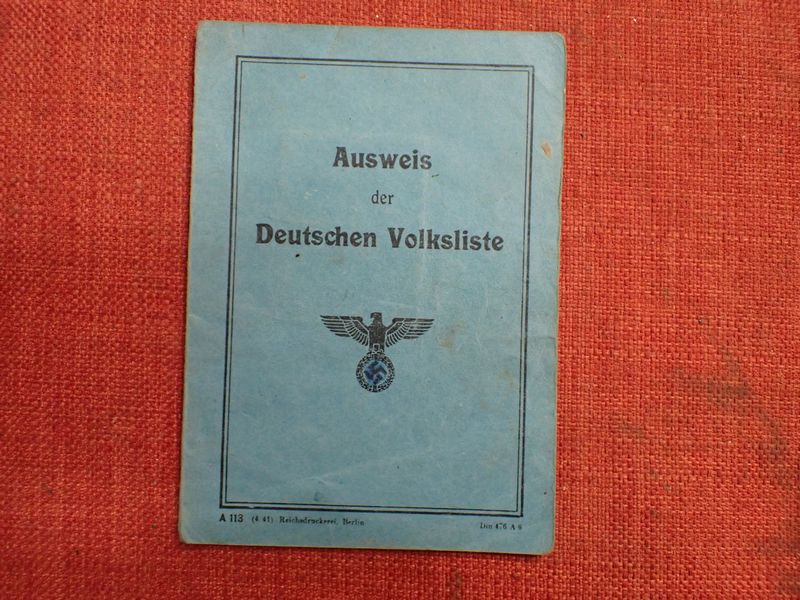 Ausweis
der
Deutschen Volksliste
A 113 (4. 41) Reichsdruckerei, Berlin
Din 476 A 6